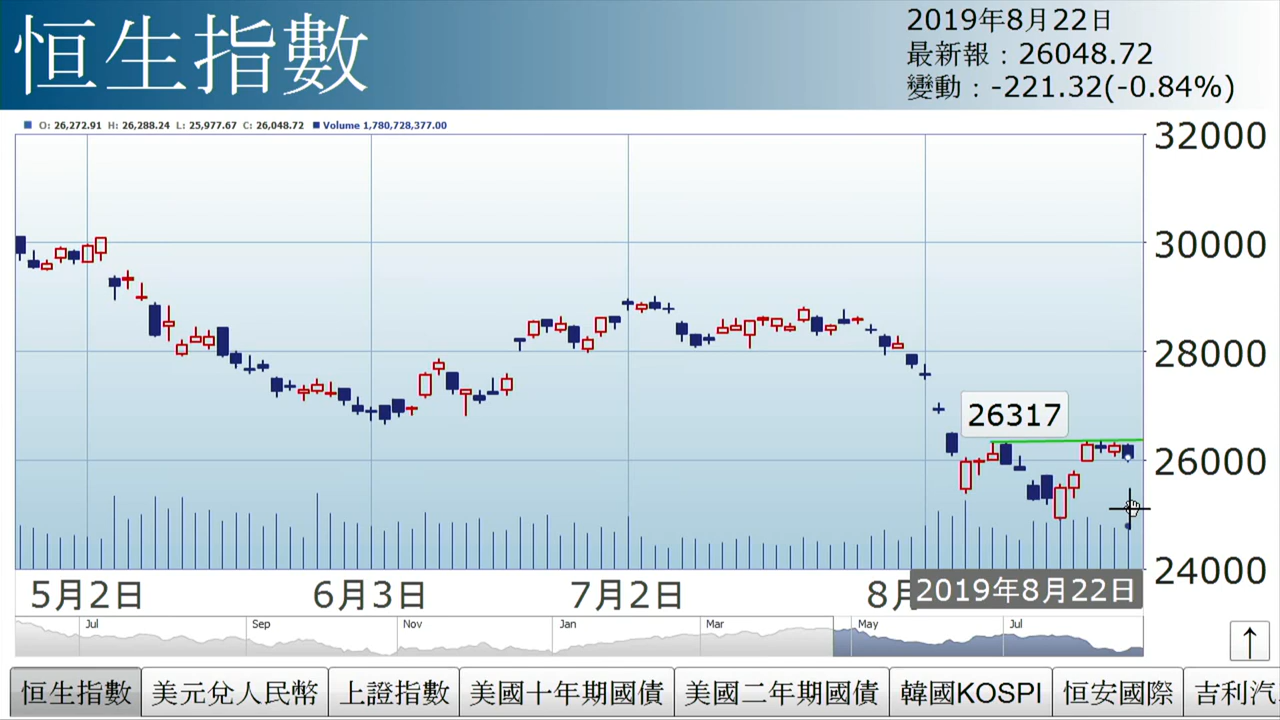 恒生指數
2019年8月22日
最新報：26048.72
變動：-221.32(-0.84%)
O: 26,272.91 H: 26,288.24 L: 25,977.67 C: 26,048.72 Volume 1,780,728,377.00
32000
30000
28000
26317
26000
24000
5月2日 6月3日 7月2日 8月 2019年8月22日
Jul Sep Nov Jan Mar May Jul
↑
恒生指數 美元兌人民幣 上證指數 美國十年期國債 美國二年期國債 韓國KOSPI 恒安國際 吉利汽